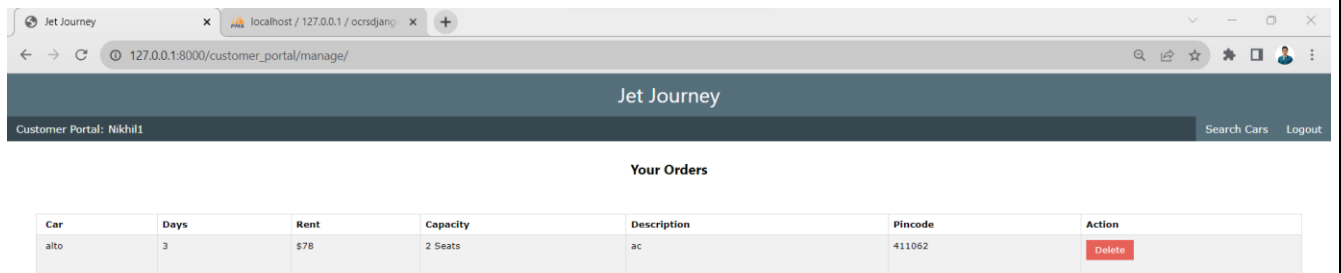 Jet Journey localhost / 127.0.0.1 / ocrsdjang
127.0.0.1:8000/customer_portal/manage/
Jet Journey
Customer Portal: Nikhil1 Search Cars Logout
Your Orders
Car Days Rent Capacity Description Pincode Action
alto 3 $78 2 Seats ac 411062 Delete